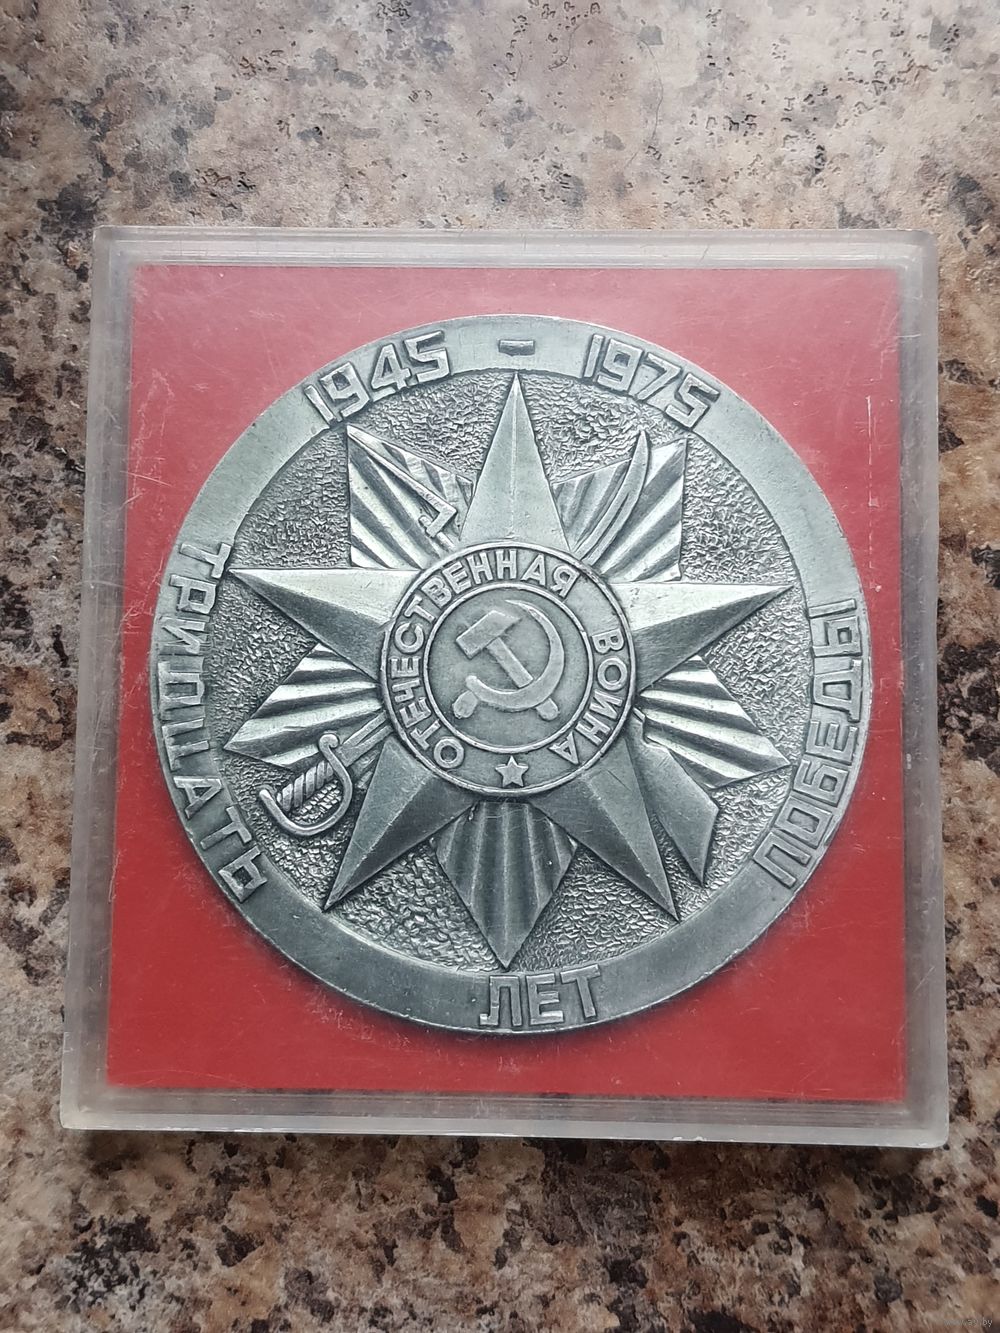 1945 - 1975
ТРИДЦАТЬ
ЛЕТ
ПОБЕДЫ
ОТЕЧЕСТВЕННАЯ ВОЙНА